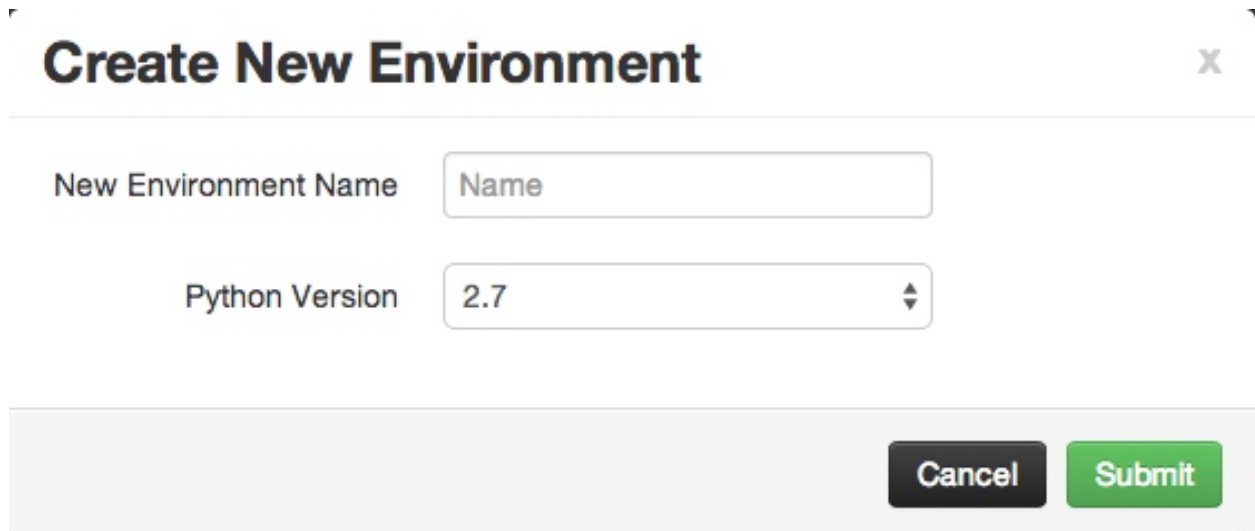 Create New Environment x
New Environment Name Name
Python Version 2.7
Cancel Submit